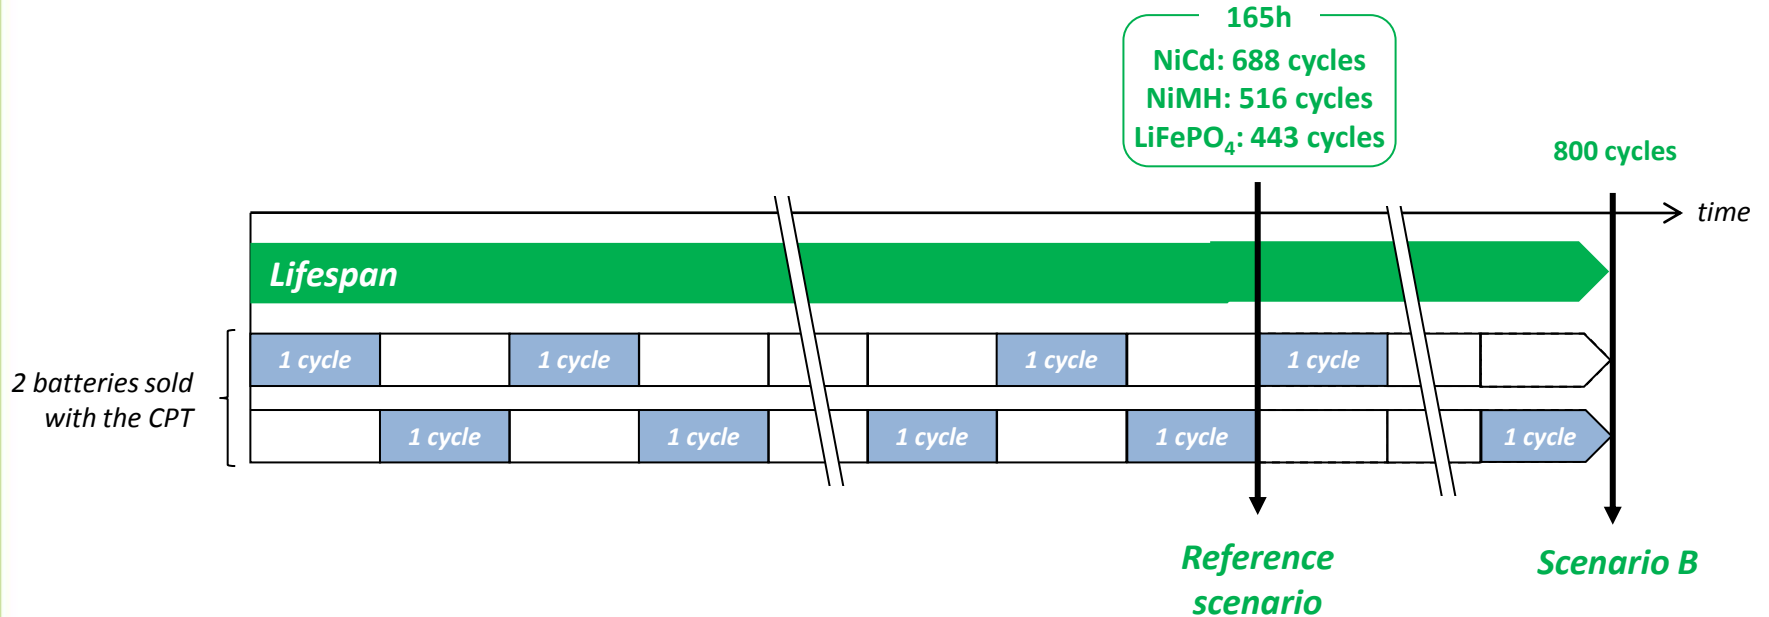 165h
NiCd: 688 cycles
NiMH: 516 cycles
LiFePO₄: 443 cycles
800 cycles
time
Lifespan
2 batteries sold
with the CPT
1 cycle
1 cycle
1 cycle
1 cycle
1 cycle
1 cycle
1 cycle
1 cycle
1 cycle
Reference
scenario
Scenario B